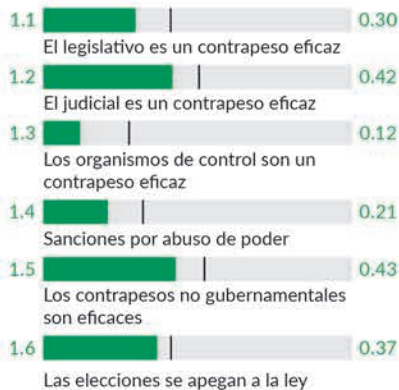 1.1 0.30
El legislativo es un contrapeso eficaz
1.2 0.42
El judicial es un contrapeso eficaz
1.3 0.12
Los organismos de control son un
contrapeso eficaz
1.4 0.21
Sanciones por abuso de poder
1.5 0.43
Los contrapesos no gubernamentales
son eficaces
1.6 0.37
Las elecciones se apegan a la ley